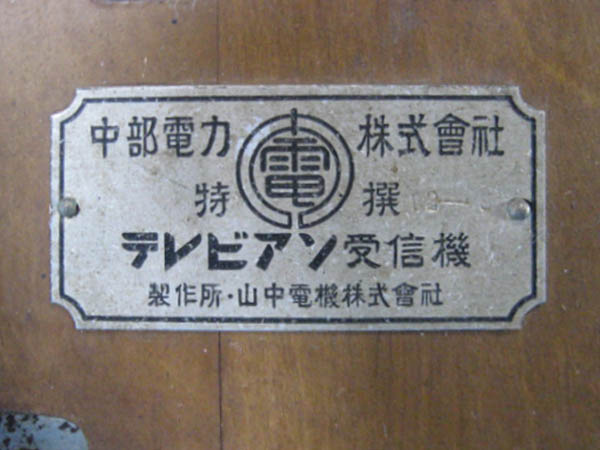 中部電力 電 株式會社
特撰
テレビアン受信機
製作所・山中電機株式會社